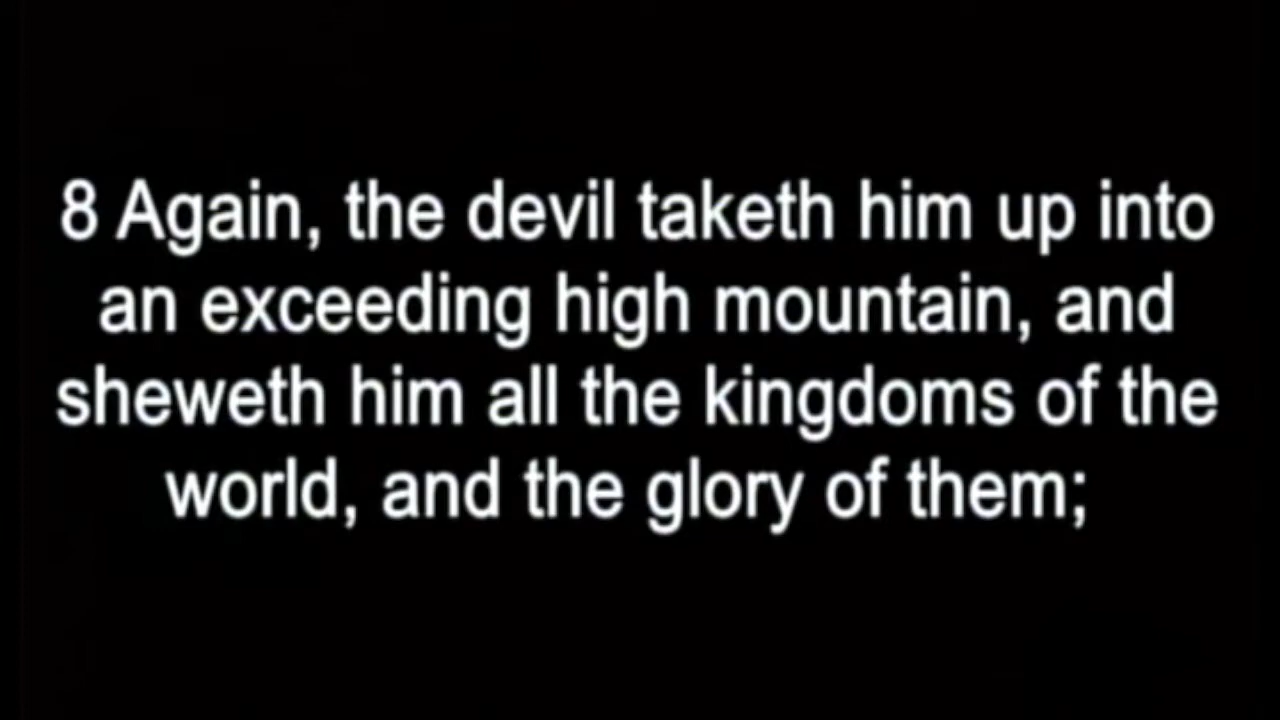 8 Again, the devil taketh him up into
an exceeding high mountain, and
sheweth him all the kingdoms of the
world, and the glory of them;